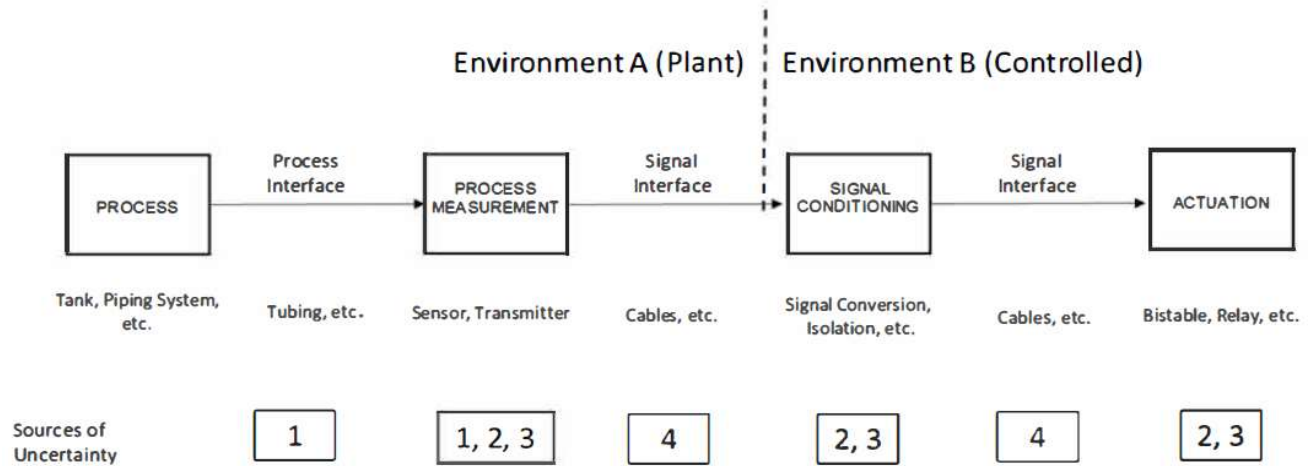 Environment A (Plant)
Environment B (Controlled)
PROCESS
Process
Interface
PROCESS
MEASUREMENT
Signal
Interface
SIGNAL
CONDITIONING
Signal
Interface
ACTUATION
Tank, Piping System,
etc.
Tubing, etc.
Sensor, Transmitter
Cables, etc.
Signal Conversion,
Isolation, etc.
Cables, etc.
Bistable, Relay, etc.
Sources of
Uncertainty
1
1, 2, 3
4
2, 3
4
2, 3